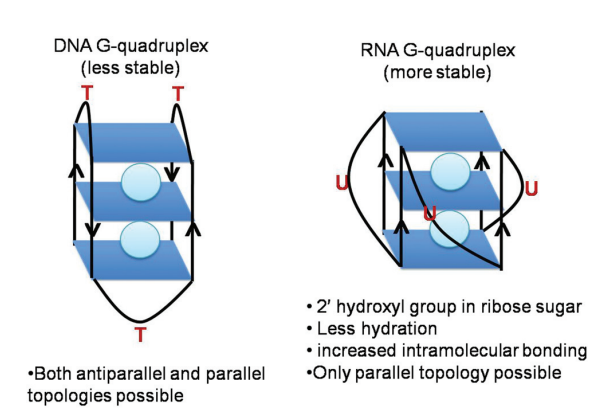 DNA G-quadruplex
(less stable)
T
T
T
•Both antiparallel and parallel
topologies possible
RNA G-quadruplex
(more stable)
U
U
U
• 2′ hydroxyl group in ribose sugar
• Less hydration
• increased intramolecular bonding
•Only parallel topology possible